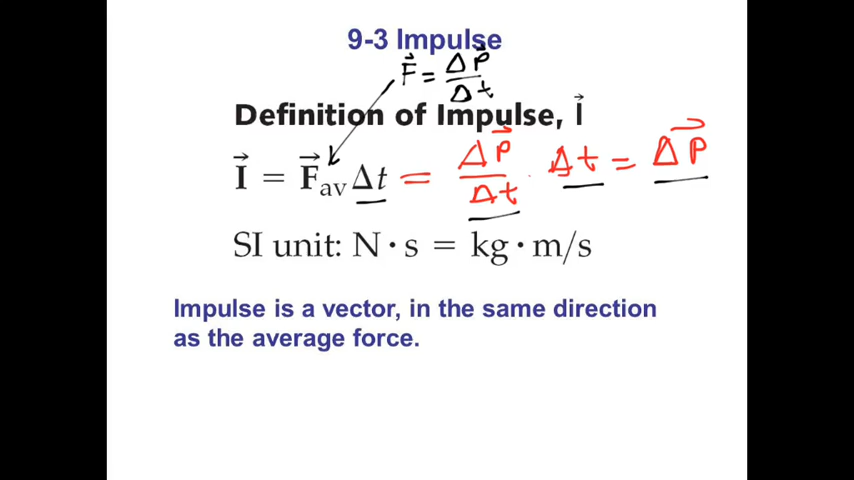 9-3 Impulse
F⃗ = Δp⃗/Δt
Definition of Impulse, I⃗
I⃗ = F⃗av Δt = Δp⃗/Δt · Δt = Δp⃗
SI unit: N · s = kg · m/s
Impulse is a vector, in the same direction
as the average force.